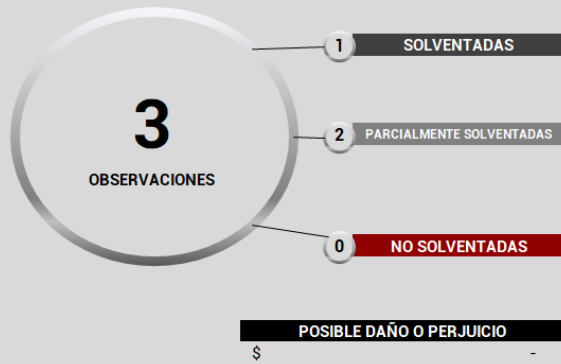 3
OBSERVACIONES
1 SOLVENTADAS
2 PARCIALMENTE SOLVENTADAS
0 NO SOLVENTADAS
POSIBLE DAÑO O PERJUICIO
$ -